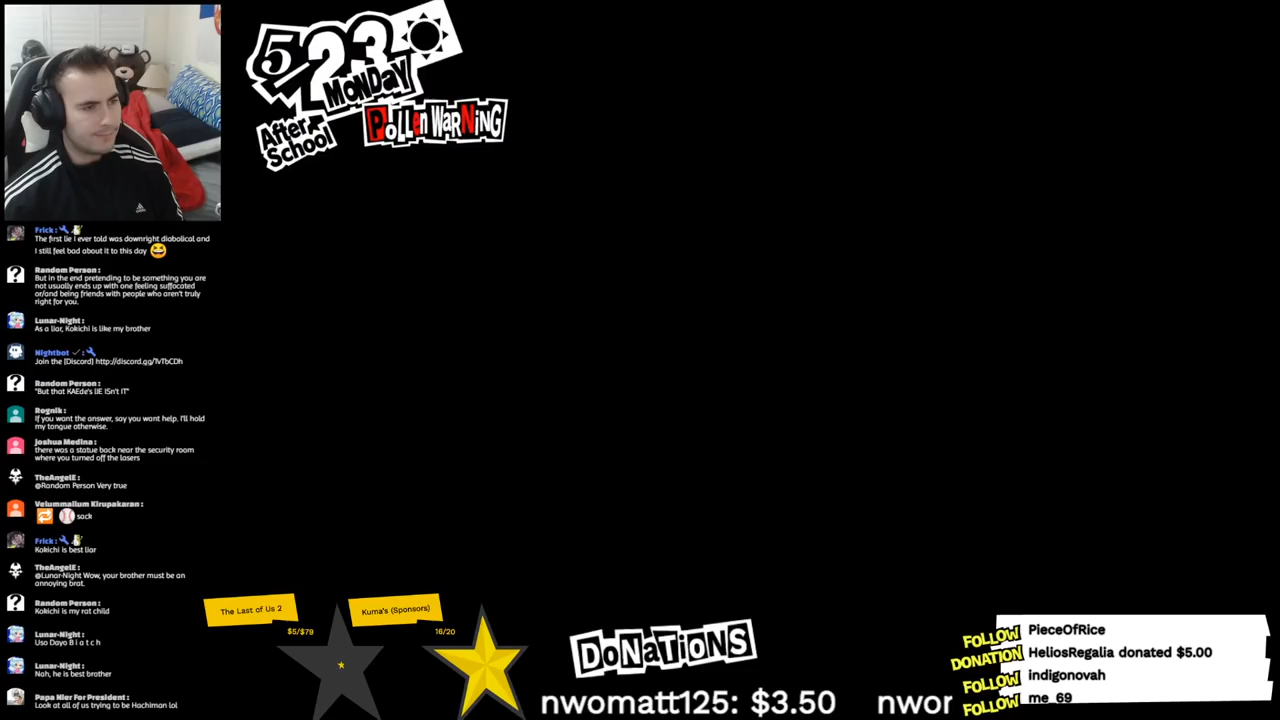 5/23
MONDAY
After School
Pollen WARNING
Frick :
The first lie I ever told was downright diabolical and
I still feel bad about it to this day
Random Person :
But in the end pretending to be something you are
not usually ends up with one feeling suffocated
or/and being friends with people who aren't truly
right for you.
Lunar-Night :
As a liar, Kokichi is like my brother
Nightbot ✓ :
Join the [Discord] http://discord.gg/1VTbCDh
Random Person :
"But that KAEde's lIE ISn't IT"
Rognik :
If you want the answer, say you want help. I'll hold
my tongue otherwise.
Joshua Medina :
there was a statue back near the security room
where you turned off the lasers
TheAngelE :
@Random Person Very true
Velummailum Kirupakaran :
sack
Frick :
Kokichi is best liar
TheAngelE :
@Lunar-Night Wow, your brother must be an
annoying brat.
Random Person :
Kokichi is my rat child
Lunar-Night :
Uso Dayo B i a t c h
Lunar-Night :
Nah, he is best brother
Papa Nier For President :
Look at all of us trying to be Hachiman lol
The Last of Us 2
$5/$79
Kuma's (Sponsors)
16/20
DoNaTioNS
nwomatt125: $3.50 nwor
FOLLOW PieceOfRice
DONATION HeliosRegalia donated $5.00
FOLLOW indigonovah
FOLLOW me_69